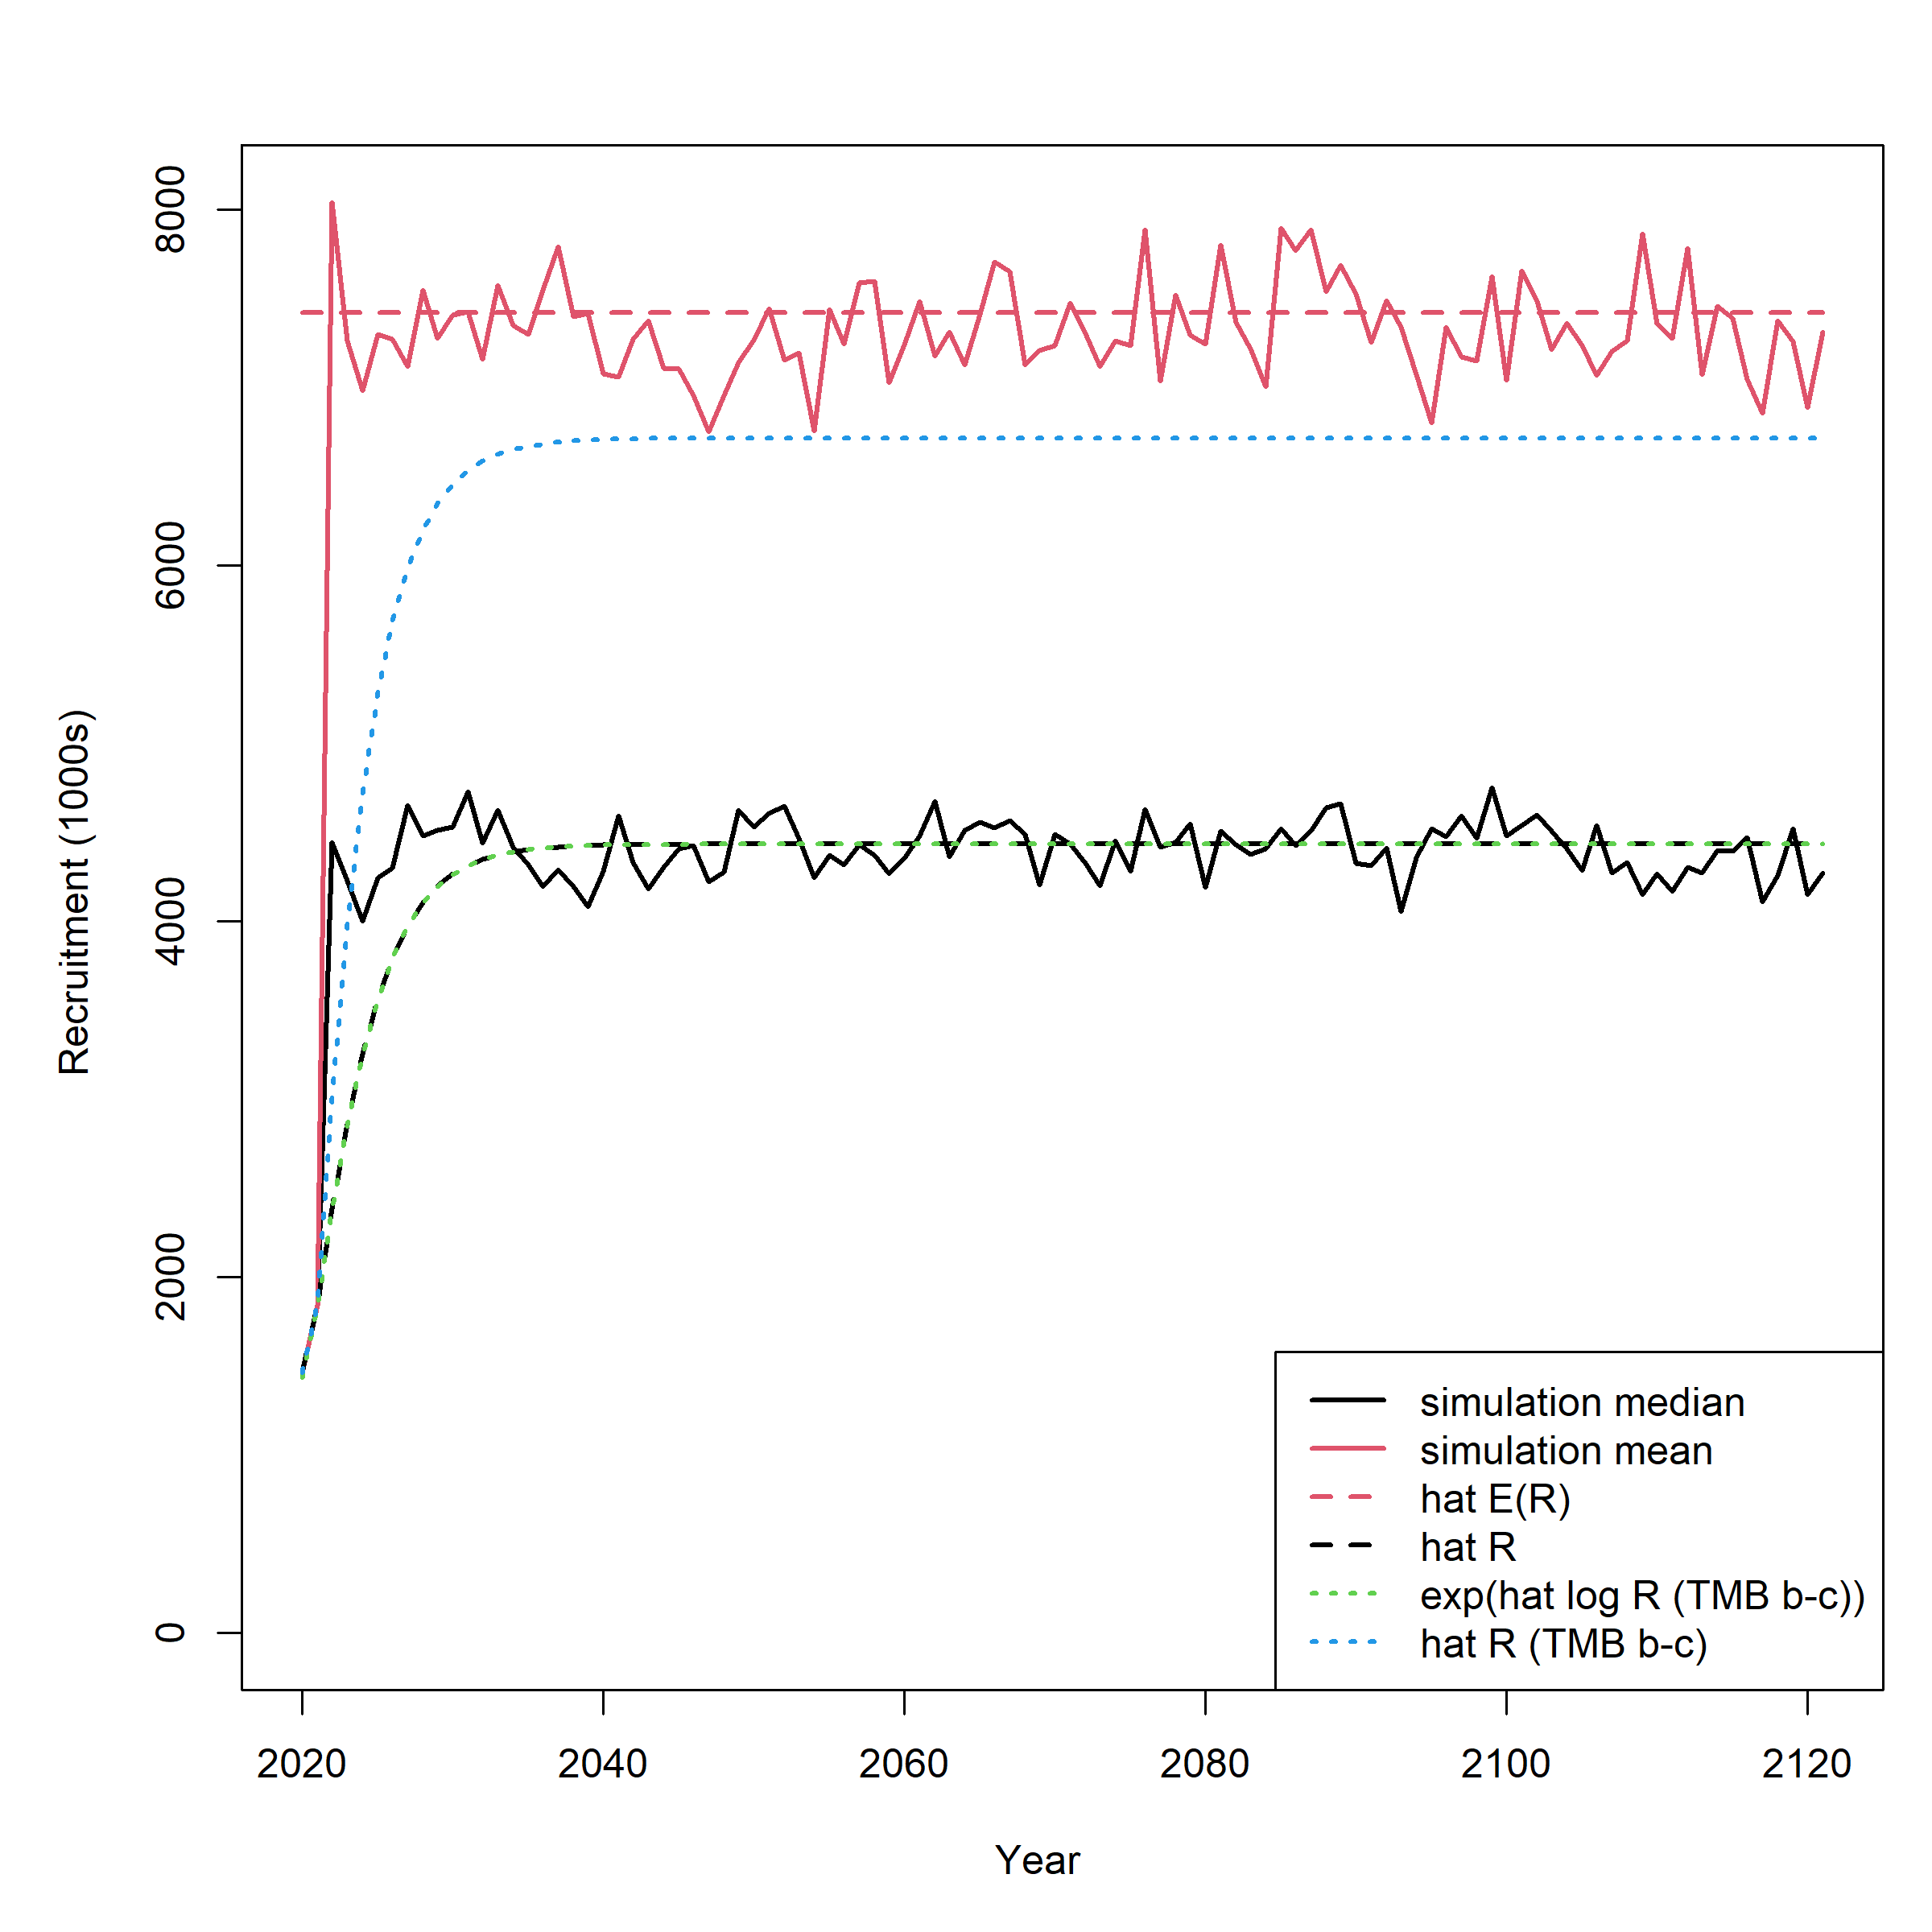 8000
6000
4000
2000
0
Recruitment (1000s)
simulation median
simulation mean
hat E(R)
hat R
exp(hat log R (TMB b-c))
hat R (TMB b-c)
2020 2040 2060 2080 2100 2120
Year